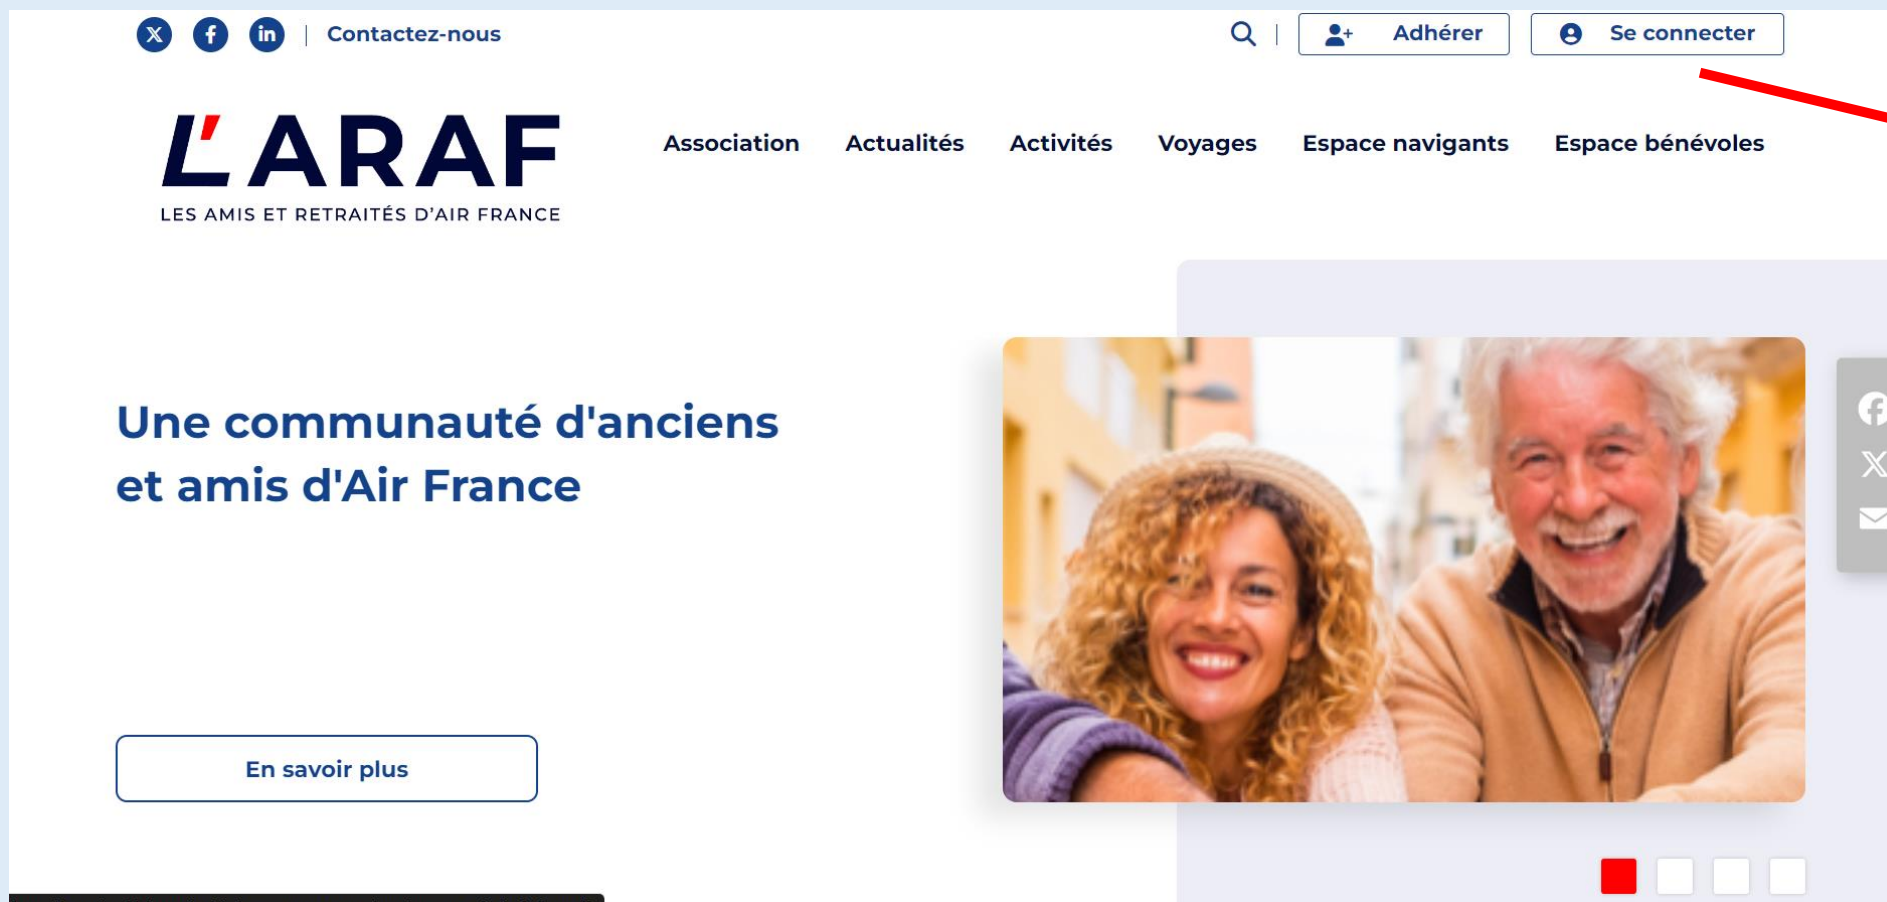 Contactez-nous
Adhérer
Se connecter
L'ARAF
LES AMIS ET RETRAITÉS D'AIR FRANCE
Association Actualités Activités Voyages Espace navigants Espace bénévoles
Une communauté d'anciens
et amis d'Air France
En savoir plus